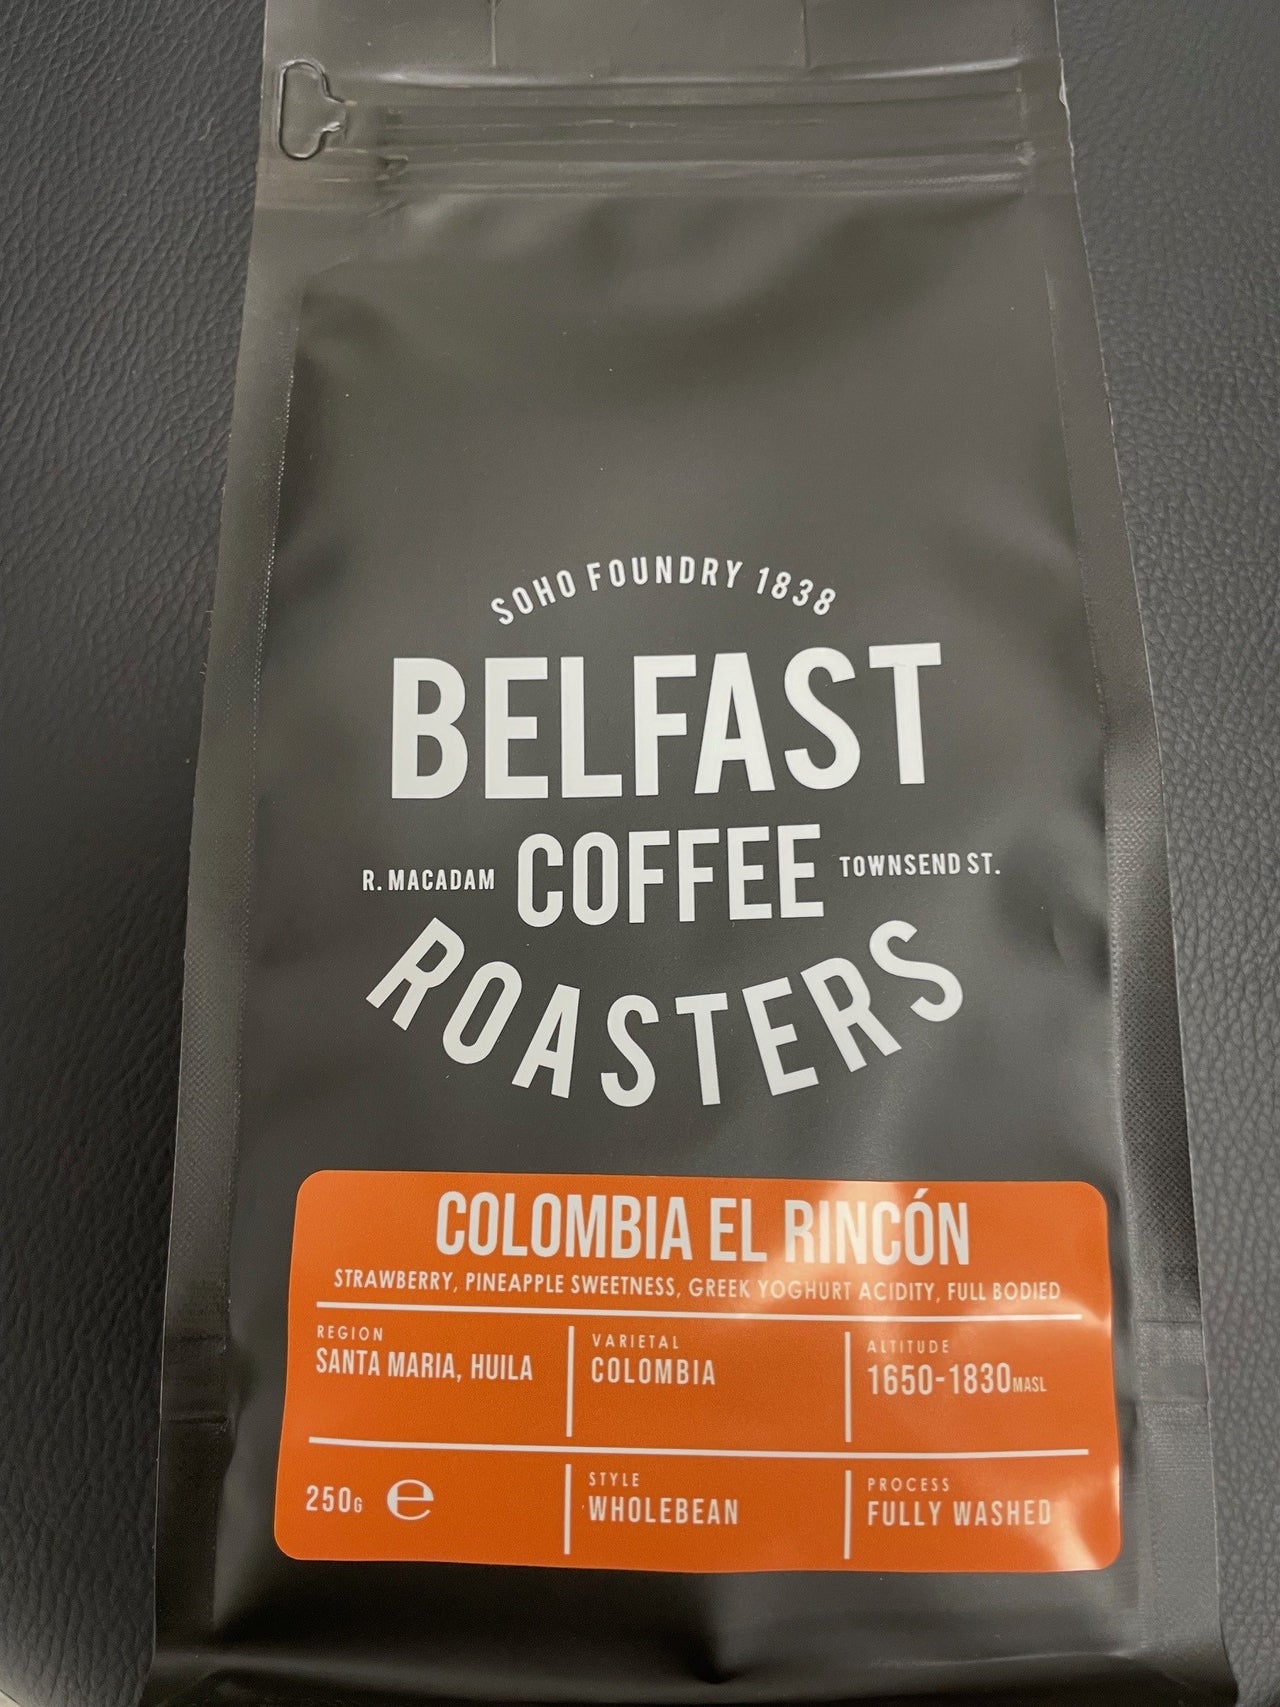 SOHO FOUNDRY 1838
BELFAST
R. MACADAM COFFEE TOWNSEND ST.
ROASTERS
COLOMBIA EL RINCÓN
STRAWBERRY, PINEAPPLE SWEETNESS, GREEK YOGHURT ACIDITY, FULL BODIED
REGION
SANTA MARIA, HUILA
VARIETAL
COLOMBIA
ALTITUDE
1650-1830MASL
250G ℮
STYLE
WHOLEBEAN
PROCESS
FULLY WASHED